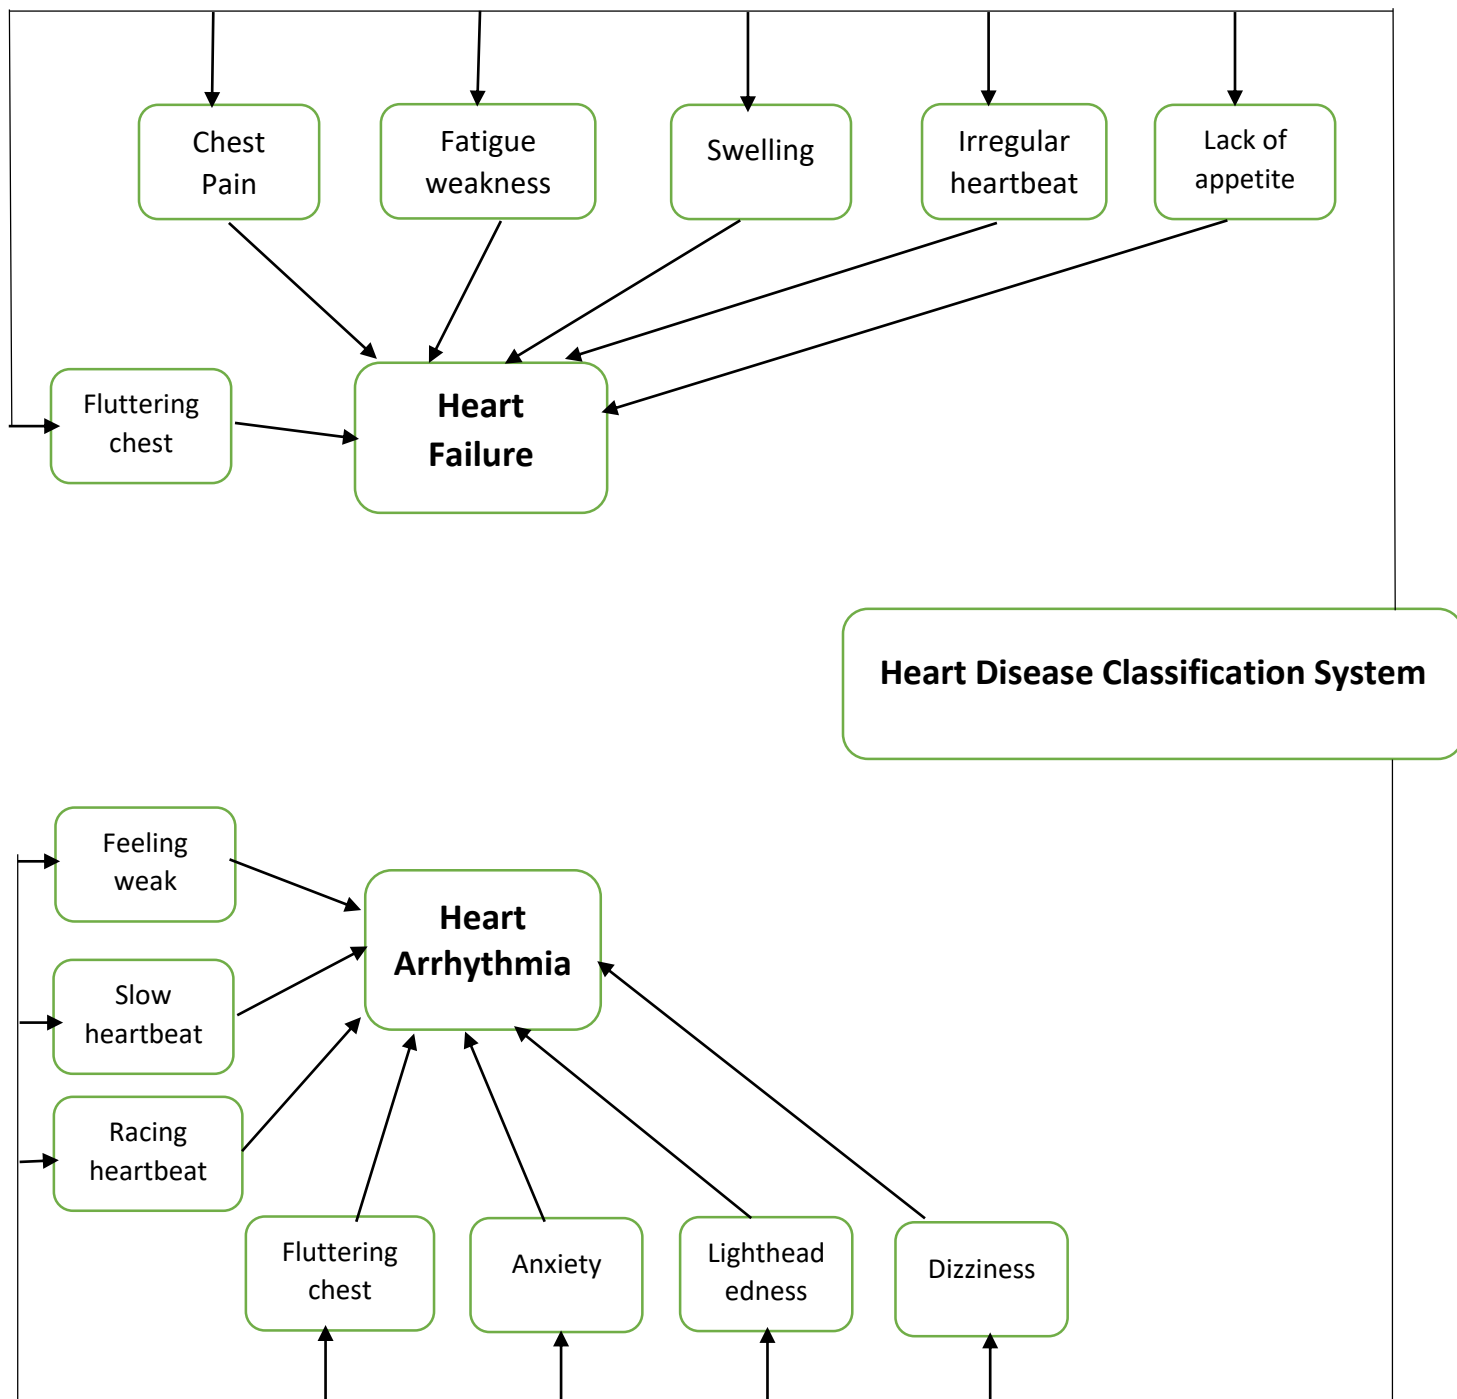 Chest
Pain
Fatigue
weakness
Swelling
Irregular
heartbeat
Lack of
appetite
Fluttering
chest
Heart
Failure
Heart Disease Classification System
Feeling
weak
Heart
Arrhythmia
Slow
heartbeat
Racing
heartbeat
Fluttering
chest
Anxiety
Lighthead
edness
Dizziness